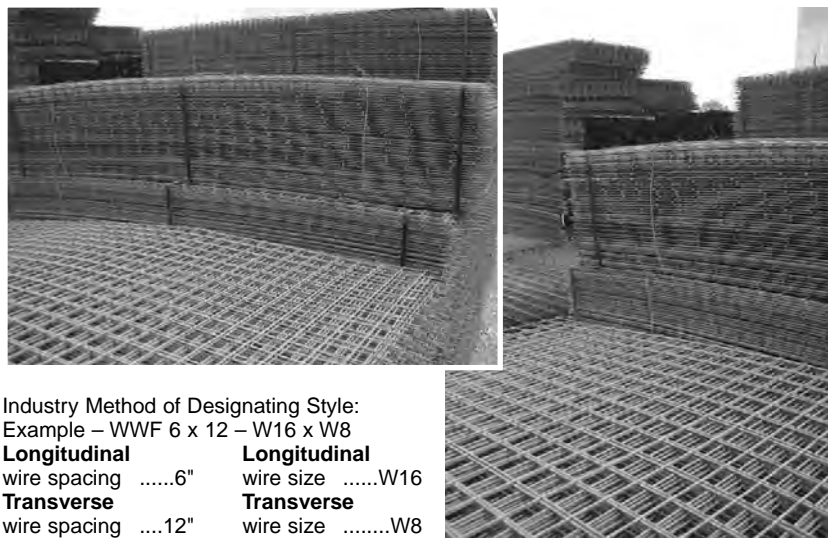 Industry Method of Designating Style:
Example – WWF 6 x 12 – W16 x W8
Longitudinal Longitudinal
wire spacing ......6" wire size ......W16
Transverse Transverse
wire spacing ....12" wire size ........W8